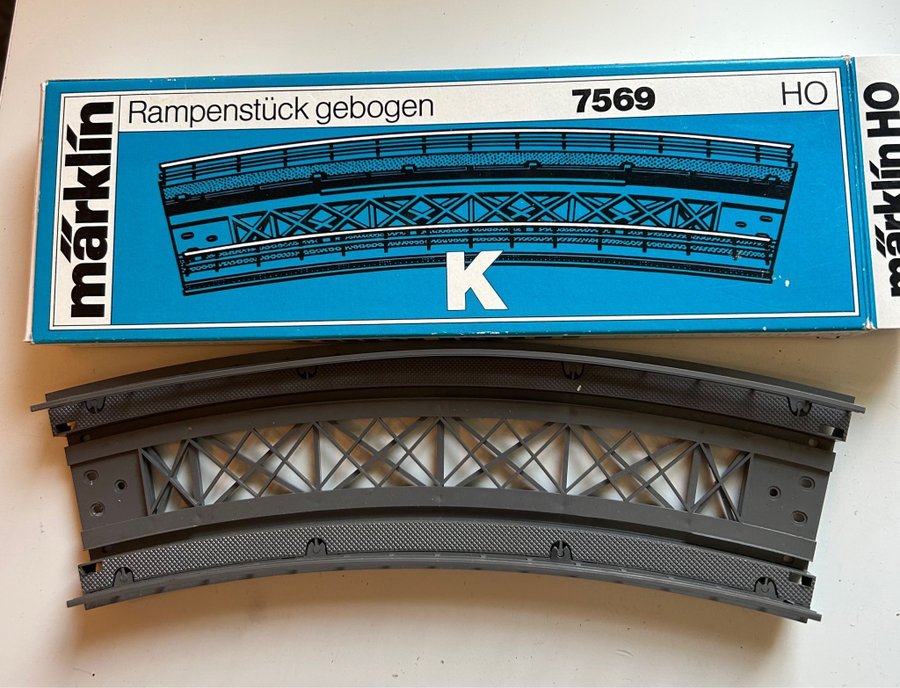 märklin
Rampenstück gebogen
7569
HO
K
märklin HO